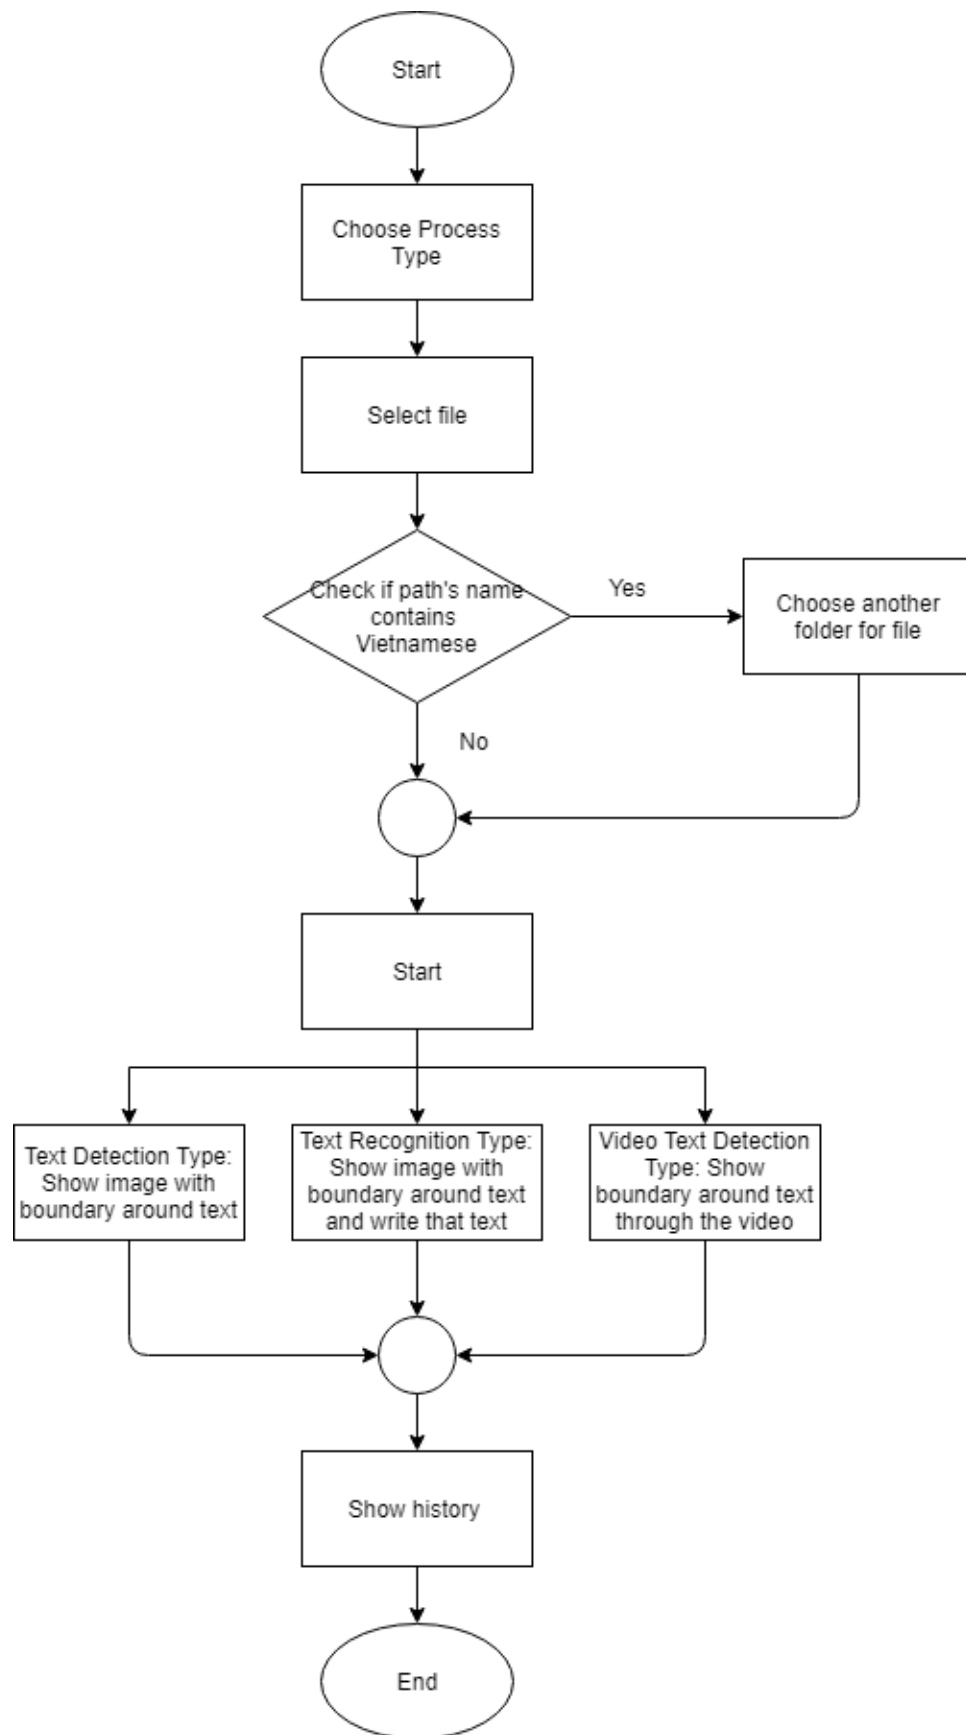 Start
Choose Process
Type
Select file
Check if path's name
contains
Vietnamese
Yes
Choose another
folder for file
No
Start
Text Detection Type:
Show image with
boundary around text
Text Recognition Type:
Show image with
boundary around text
and write that text
Video Text Detection
Type: Show
boundary around text
through the video
Show history
End